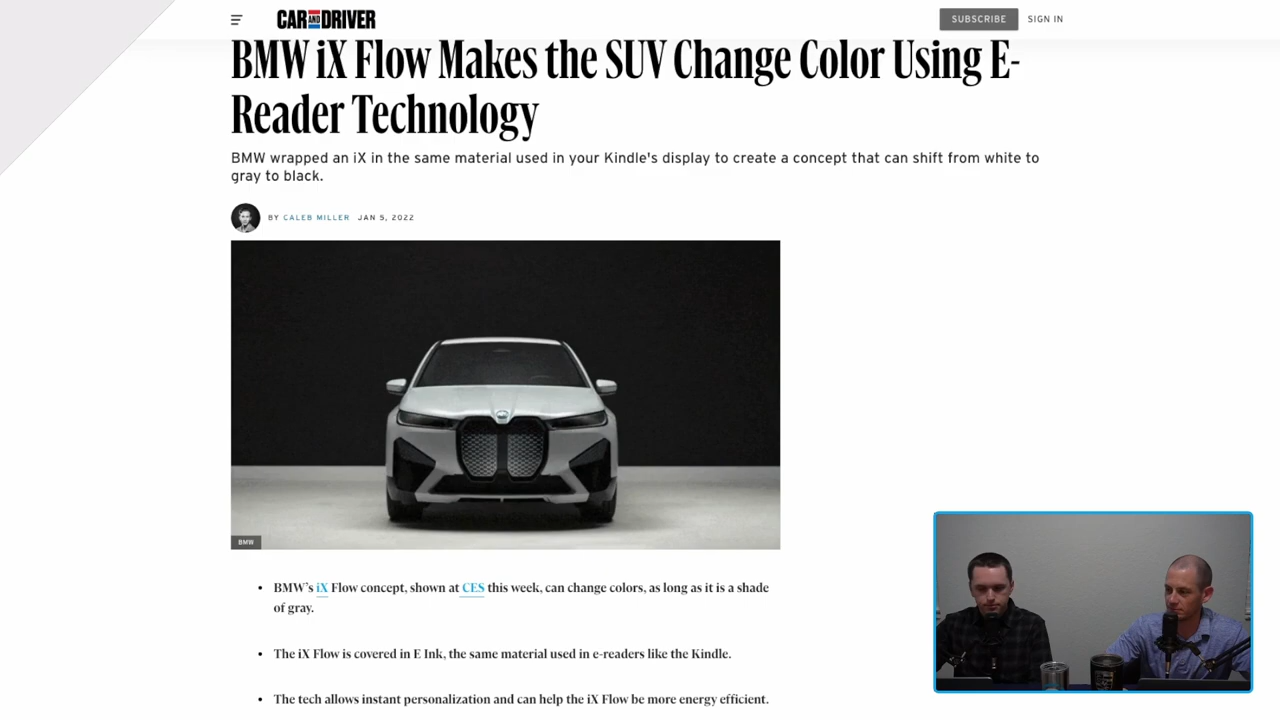 CAR AND DRIVER
SUBSCRIBE
SIGN IN
BMW iX Flow Makes the SUV Change Color Using E-
Reader Technology
BMW wrapped an iX in the same material used in your Kindle's display to create a concept that can shift from white to
gray to black.
BY CALEB MILLER JAN 5, 2022
BMW
• BMW's iX Flow concept, shown at CES this week, can change colors, as long as it is a shade
of gray.
• The iX Flow is covered in E Ink, the same material used in e-readers like the Kindle.
• The tech allows instant personalization and can help the iX Flow be more energy efficient.